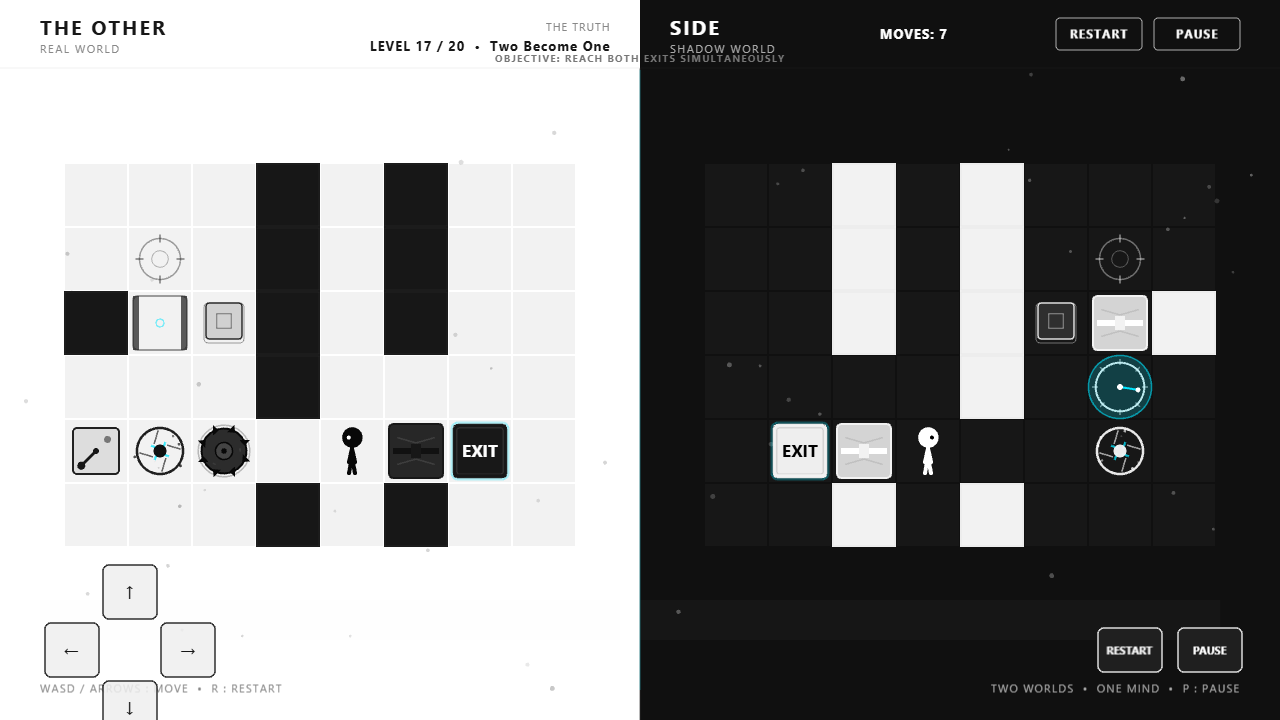 THE OTHER
REAL WORLD
THE TRUTH
LEVEL 17 / 20 • Two Become One
OBJECTIVE: REACH BOTH EXITS SIMULTANEOUSLY
SIDE
SHADOW WORLD
MOVES: 7
RESTART
PAUSE
EXIT
EXIT
↑
←
→
↓
WASD / ARROWS : MOVE • R : RESTART
RESTART
PAUSE
TWO WORLDS • ONE MIND • P : PAUSE